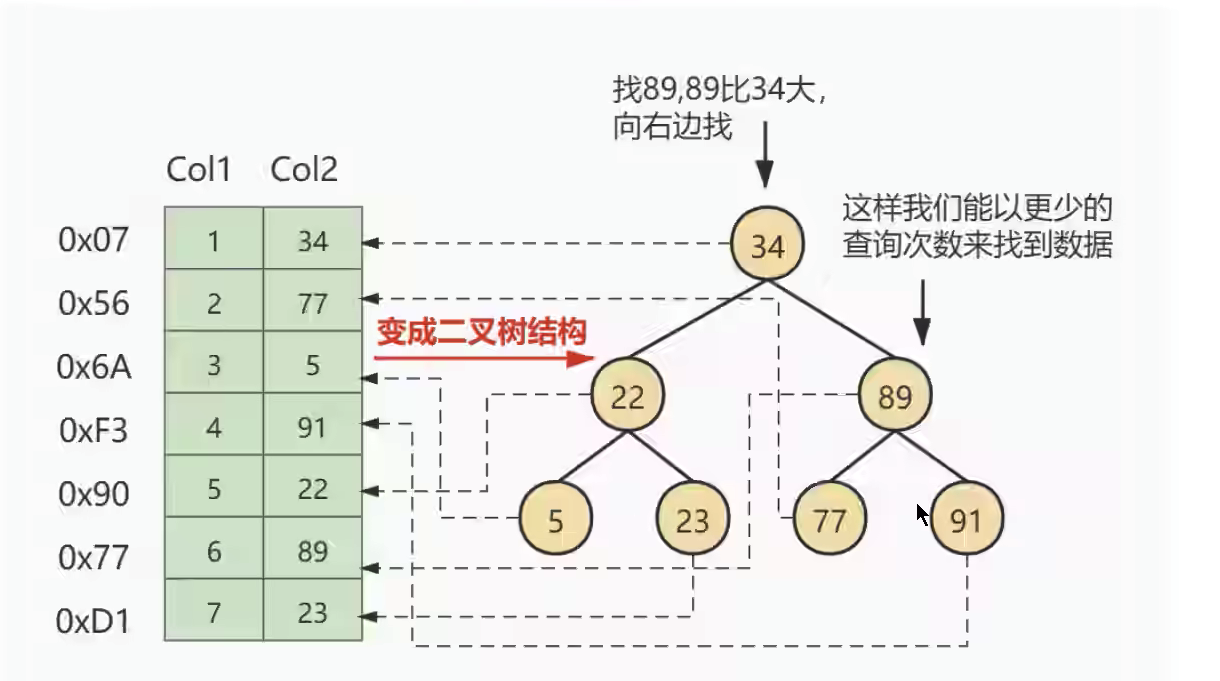 找89,89比34大，
向右边找
Col1 Col2
这样我们能以更少的
查询次数来找到数据
0x07 1 34
34
0x56 2 77
变成二叉树结构
0x6A 3 5
22 89
0xF3 4 91
0x90 5 22
5 23 77 91
0x77 6 89
0xD1 7 23